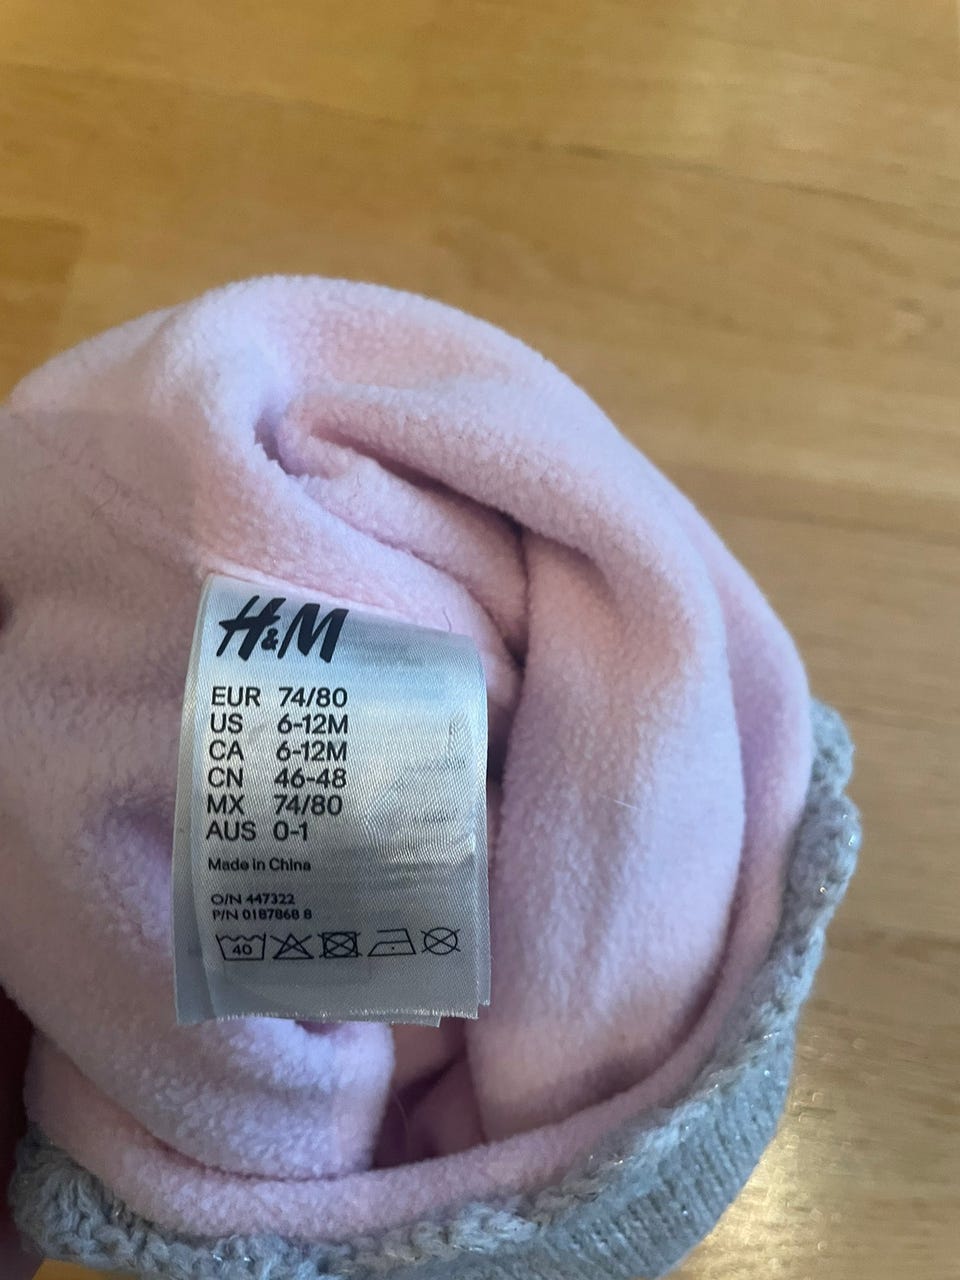 H&M
EUR 74/80
US 6-12M
CA 6-12M
CN 46-48
MX 74/80
AUS 0-1
Made in China
O/N 447322
P/N 0187868 8
40